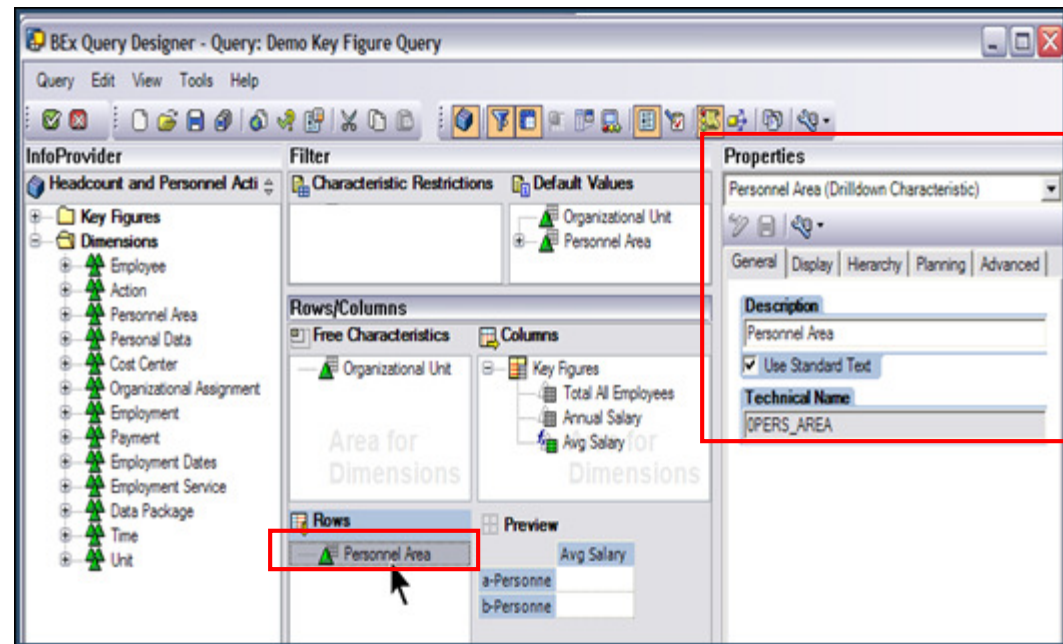 BEx Query Designer - Query: Demo Key Figure Query
Query Edit View Tools Help
InfoProvider
Headcount and Personnel Acti
Key Figures
Dimensions
Employee
Action
Personnel Area
Personal Data
Cost Center
Organizational Assignment
Employment
Payment
Employment Dates
Employment Service
Data Package
Time
Unit
Filter
Characteristic Restrictions
Default Values
Organizational Unit
Personnel Area
Rows/Columns
Free Characteristics
Organizational Unit
Area for
Dimensions
Columns
Key Figures
Total All Employees
Annual Salary
Avg Salary
for
Dimensions
Rows
Personnel Area
Preview
Avg Salary
a-Personne
b-Personne
Properties
Personnel Area (Drilldown Characteristic)
General Display Hierarchy Planning Advanced
Description
Personnel Area
Use Standard Text
Technical Name
0PERS_AREA